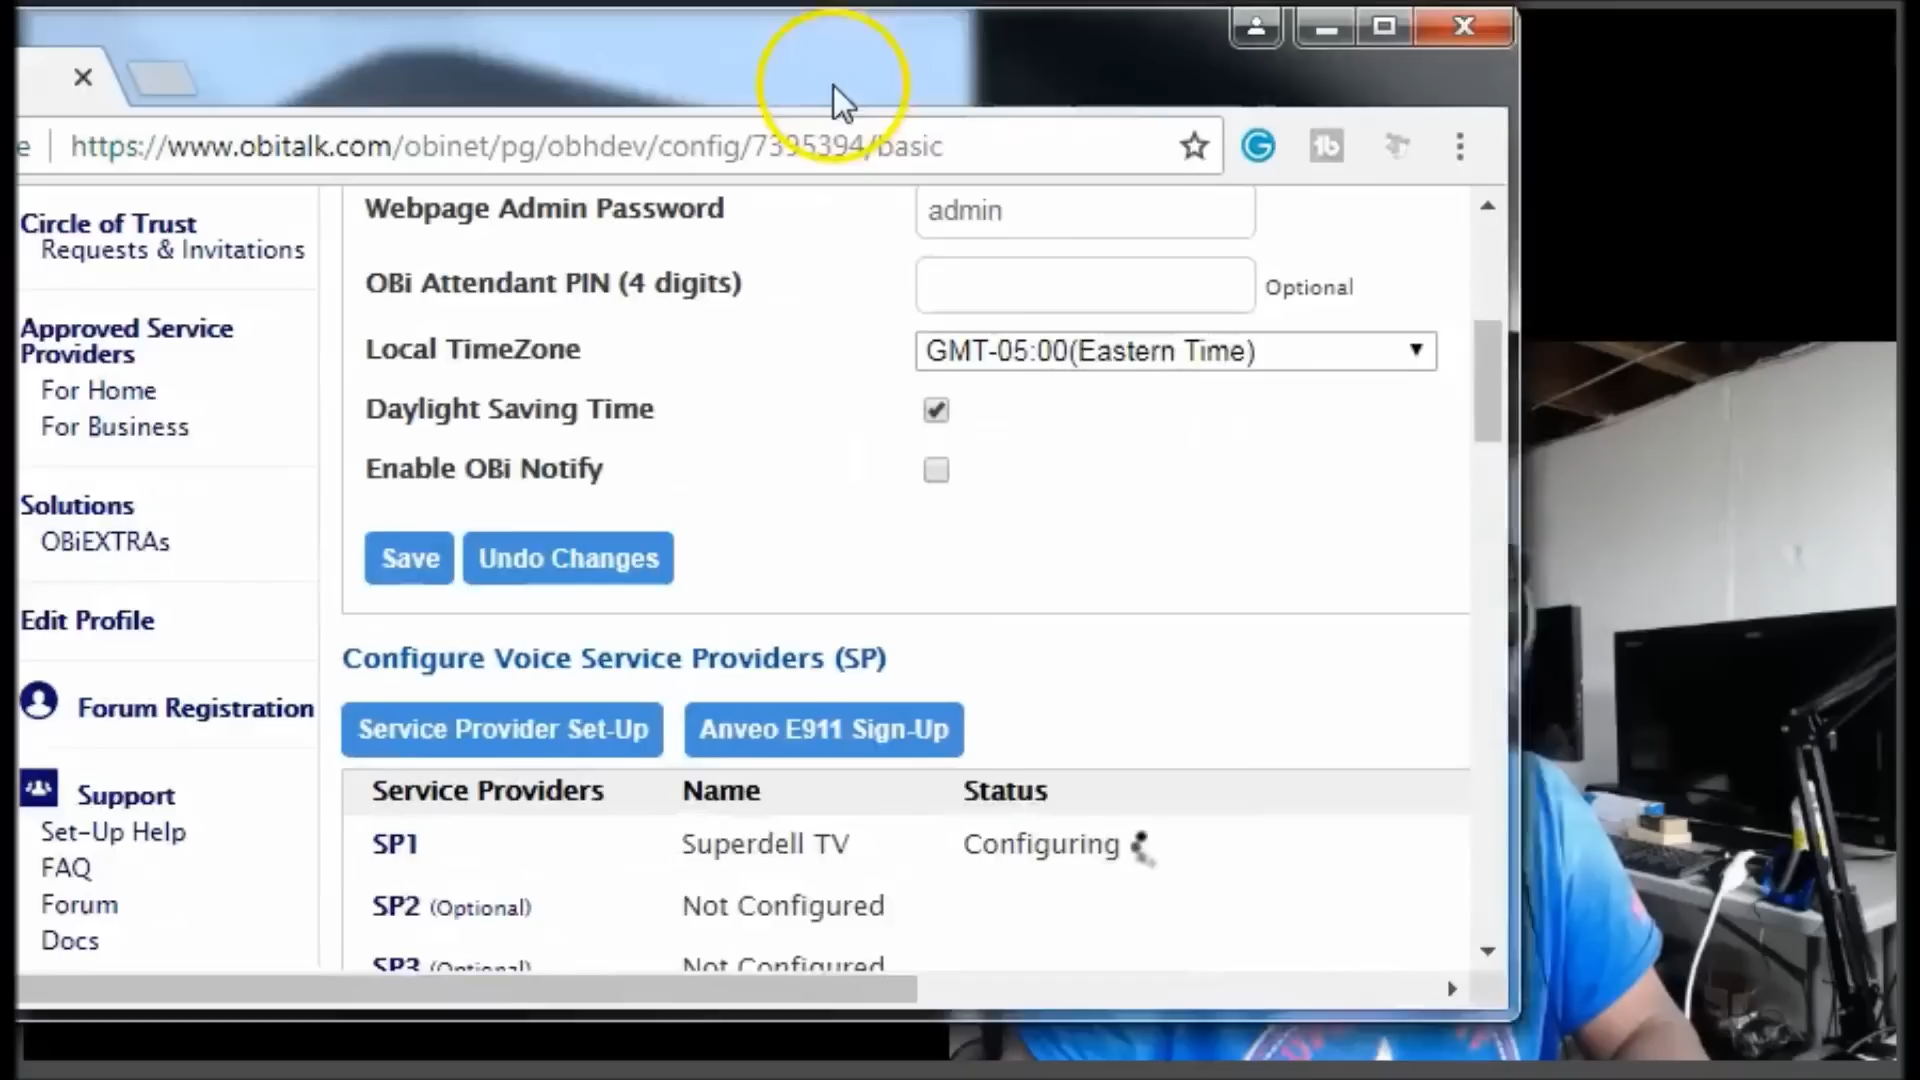 e | https://www.obitalk.com/obinet/pg/obhdev/config/7395394/basic
Circle of Trust
Requests & Invitations
Approved Service
Providers
For Home
For Business
Solutions
OBiEXTRAs
Edit Profile
Forum Registration
Support
Set-Up Help
FAQ
Forum
Docs
Webpage Admin Password admin
OBi Attendant PIN (4 digits) Optional
Local TimeZone GMT-05:00(Eastern Time)
Daylight Saving Time
Enable OBi Notify
Save Undo Changes
Configure Voice Service Providers (SP)
Service Provider Set-Up Anveo E911 Sign-Up
Service Providers Name Status
SP1 Superdell TV Configuring
SP2 (Optional) Not Configured
SP3 (Optional) Not Configured